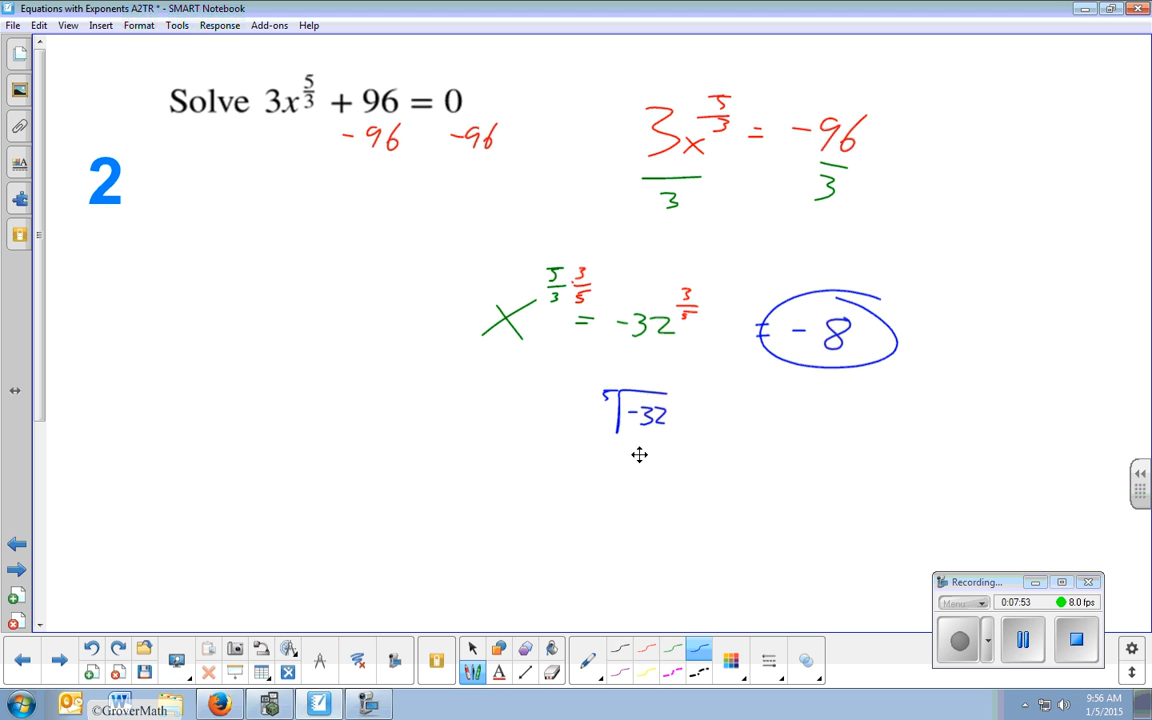 Equations with Exponents A2TR * - SMART Notebook
File Edit View Insert Format Tools Response Add-ons Help
Solve 3x^(5/3) + 96 = 0
-96 -96
3x^(5/3) = -96
3 3
2
x^(5/3 · 3/5) = -32^(3/5) = -8
⁵√-32
Recording...
Menu 0:07:53 8.0 fps
A
W
©GroverMath
9:56 AM
1/5/2015